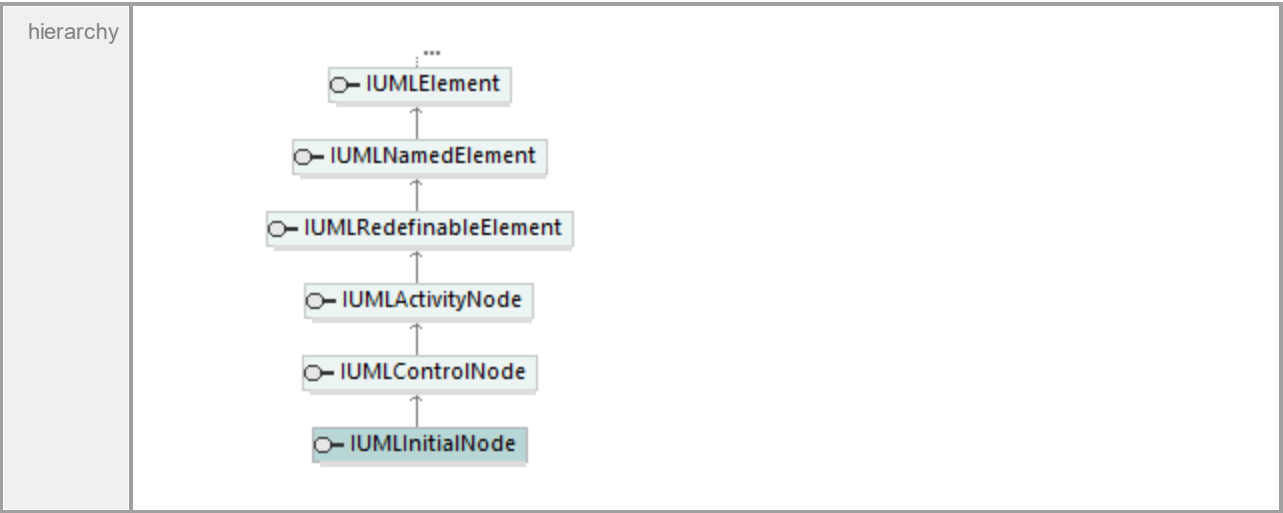 hierarchy
...
IUMLElement
IUMLNamedElement
IUMLRedefinableElement
IUMLActivityNode
IUMLControlNode
IUMLInitialNode